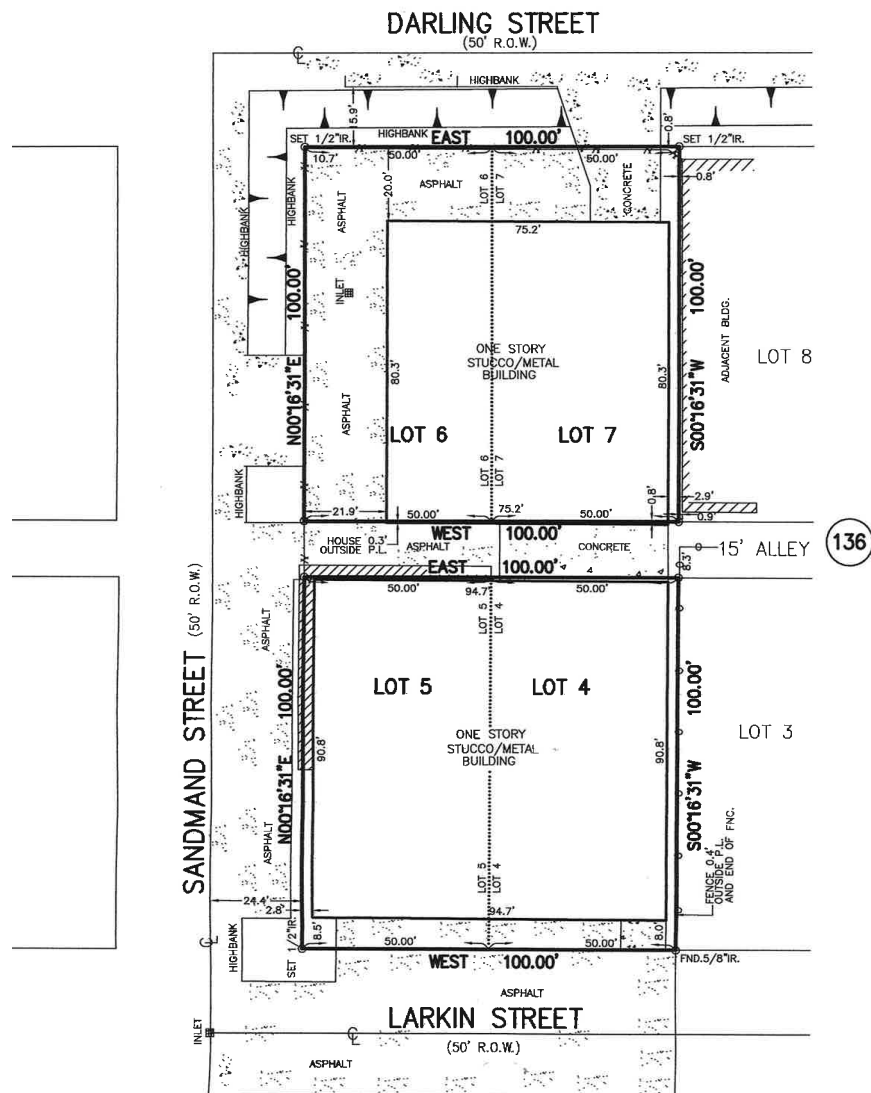 DARLING STREET
(50' R.O.W.)
℄
HIGHBANK
5.9'
0.8'
SET 1/2"IR.
HIGHBANK
EAST 100.00'
SET 1/2"IR.
10.7'
50.00'
50.00'
0.8'
20.0'
ASPHALT
LOT 6
LOT 7
CONCRETE
ASPHALT
HIGHBANK
HIGHBANK
75.2'
INLET
N00°16'31"E 100.00'
S00°16'31"W 100.00'
ADJACENT BLDG.
ONE STORY
STUCCO/METAL
BUILDING
LOT 8
80.3'
80.3'
ASPHALT
LOT 6
LOT 7
LOT 6
LOT 7
HIGHBANK
0.8'
2.9'
21.9'
50.00'
75.2'
50.00'
0.9'
WEST 100.00'
HOUSE 0.3'
OUTSIDE P.L.
ASPHALT
CONCRETE
15' ALLEY
136
8.3'
EAST 100.00'
50.00'
94.7'
50.00'
LOT 5
LOT 4
ASPHALT
SANDMAND STREET (50' R.O.W.)
LOT 5
LOT 4
N00°16'31"E 100.00'
S00°16'31"W 100.00'
LOT 3
ONE STORY
STUCCO/METAL
BUILDING
90.8'
90.8'
ASPHALT
LOT 5
LOT 4
FENCE 0.4'
OUTSIDE P.L.
AND END OF FNC.
24.4'
2.8'
94.7'
HIGHBANK
SET 1/2"IR.
8.5'
50.00'
50.00'
8.0'
℄
WEST 100.00'
FND.5/8"IR.
ASPHALT
LARKIN STREET
INLET
℄
(50' R.O.W.)
ASPHALT